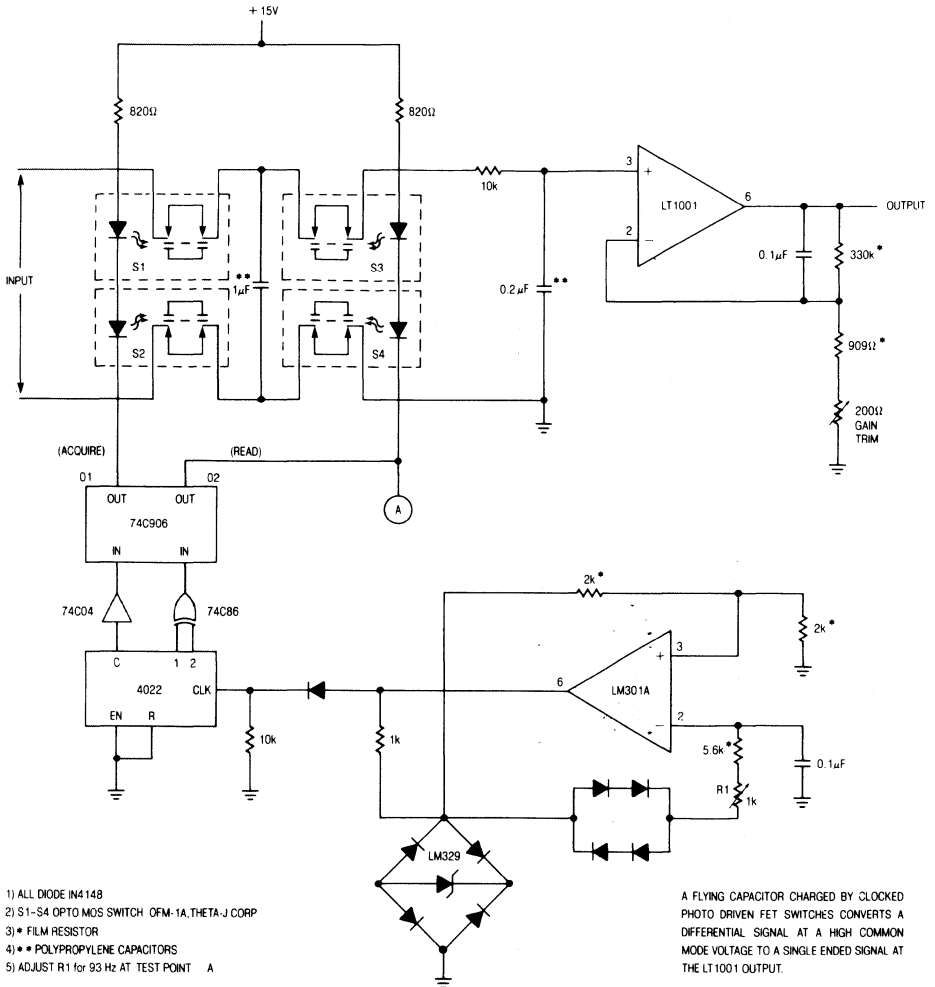 + 15V
820Ω
820Ω
10k
3
+
LT1001
6
OUTPUT
2
−
0.1µF
330k*
S1
S3
INPUT
**
1µF
0.2µF
**
S2
S4
909Ω*
200Ω
GAIN
TRIM
(ACQUIRE)
(READ)
01
02
OUT
OUT
74C906
A
IN
IN
2k*
74C04
74C86
2k*
3
+
C
1
2
6
4022
CLK
LM301A
2
−
EN
R
10k
1k
5.6k*
0.1µF
R1
1k
LM329
1) ALL DIODE IN4148
2) S1-S4 OPTO MOS SWITCH OFM-1A,THETA-J CORP
3)* FILM RESISTOR
4)** POLYPROPYLENE CAPACITORS
5) ADJUST R1 for 93 Hz AT TEST POINT A
A FLYING CAPACITOR CHARGED BY CLOCKED
PHOTO DRIVEN FET SWITCHES CONVERTS A
DIFFERENTIAL SIGNAL AT A HIGH COMMON
MODE VOLTAGE TO A SINGLE ENDED SIGNAL AT
THE LT1001 OUTPUT.